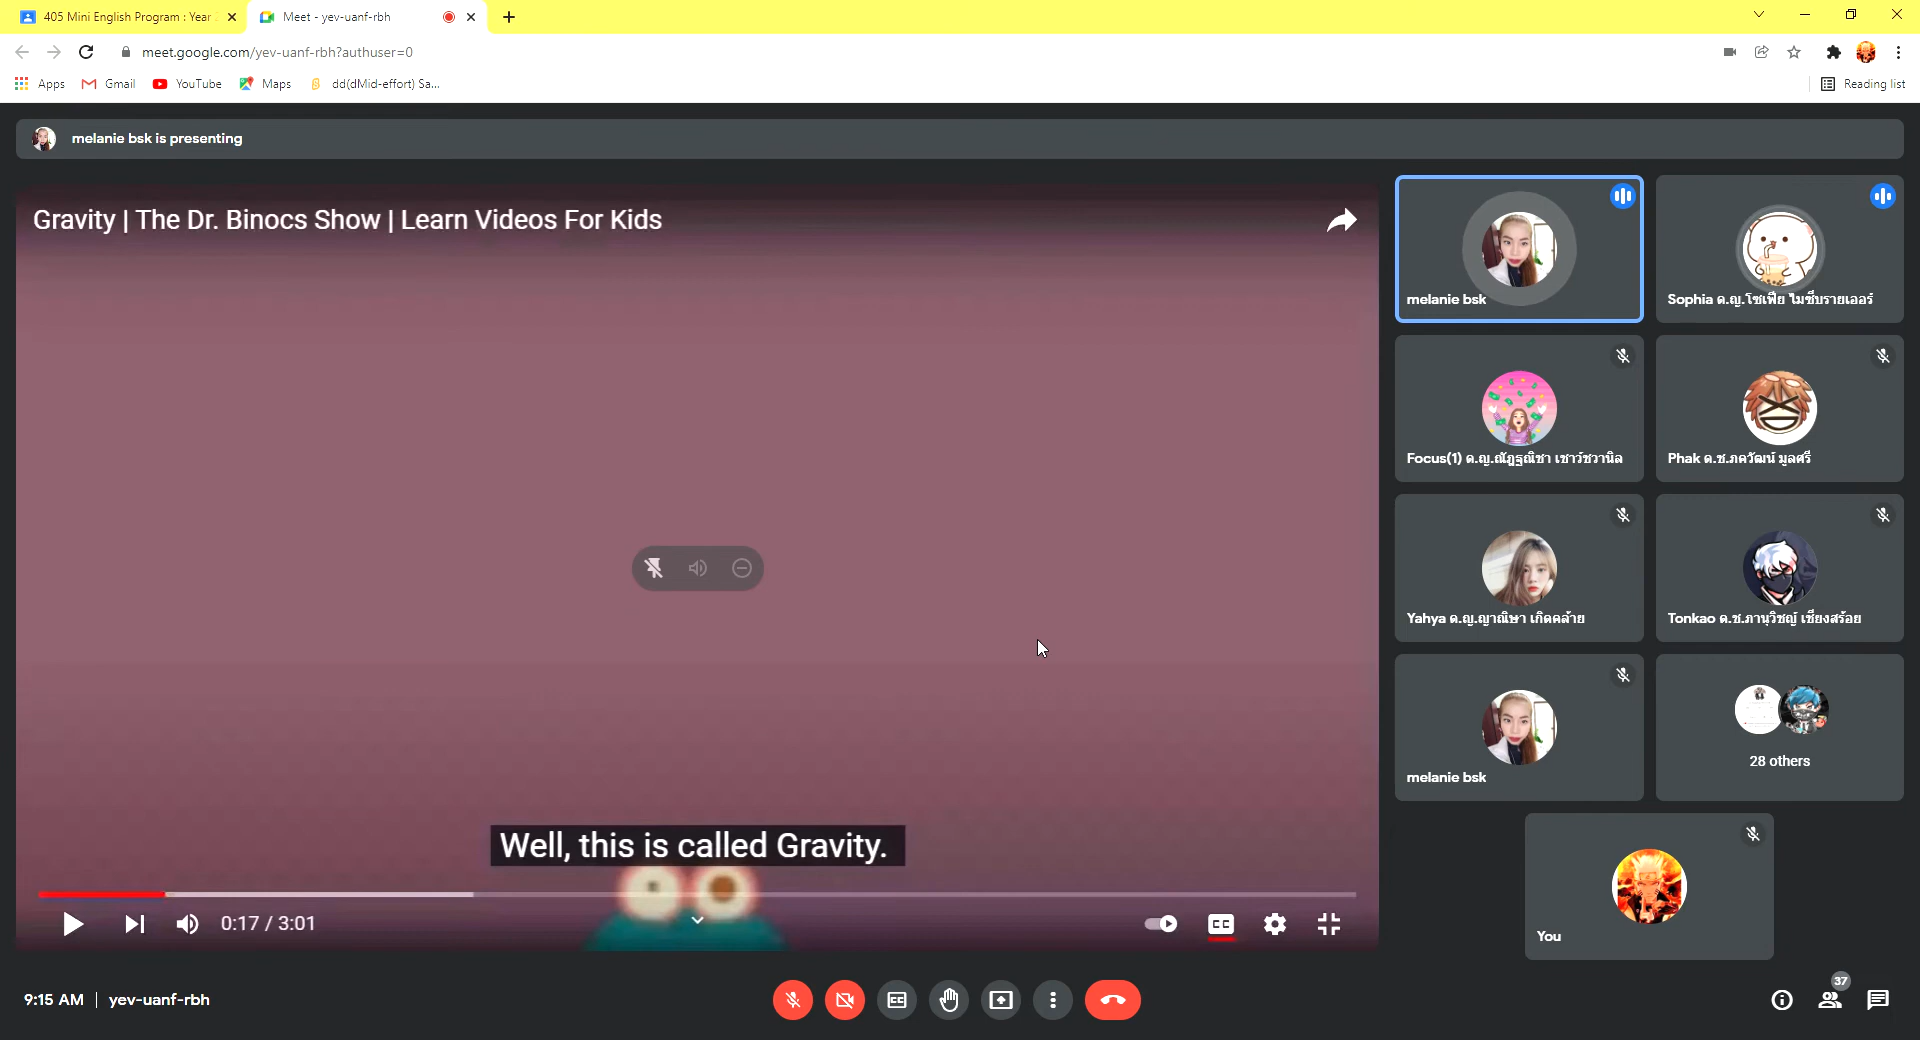 405 Mini English Program : Year
Meet - yev-uanf-rbh
meet.google.com/yev-uanf-rbh?authuser=0
Apps
Gmail
YouTube
Maps
dd(dMid-effort) Sa...
Reading list
melanie bsk is presenting
Gravity | The Dr. Binocs Show | Learn Videos For Kids
Well, this is called Gravity.
0:17 / 3:01
CC
melanie bsk
Sophia ด.ญ.โซเฟีย ไมซ์บรายเออร์
Focus(1) ด.ญ.ณัฏฐณิชา เชาว์ชวานิล
Phak ด.ช.ภควัฒน์ มูลศรี
Yahya ด.ญ.ญาณิษา เกิดคล้าย
Tonkao ด.ช.ภานุวิชญ์ เชียงสร้อย
melanie bsk
28 others
You
9:15 AM | yev-uanf-rbh
37